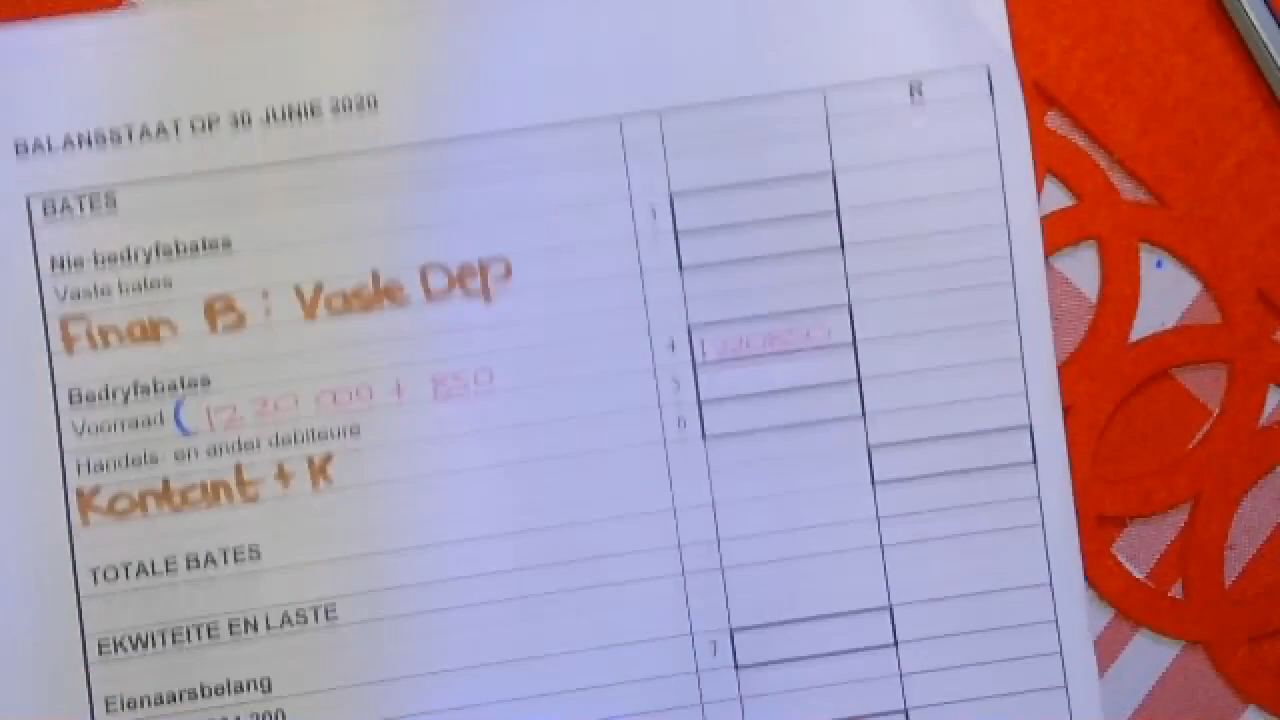 BALANSSTAAT OP 30 JUNIE 2020
R
BATES
Nie-bedryfsbates
Vaste bates 3
Finan B : Vaste Dep
Bedryfsbates
Voorraad ( 1220 000 + 850 4
Handels- en ander debiteure 5
Kontant + K 6
TOTALE BATES
EKWITEITE EN LASTE
Eienaarsbelang 7